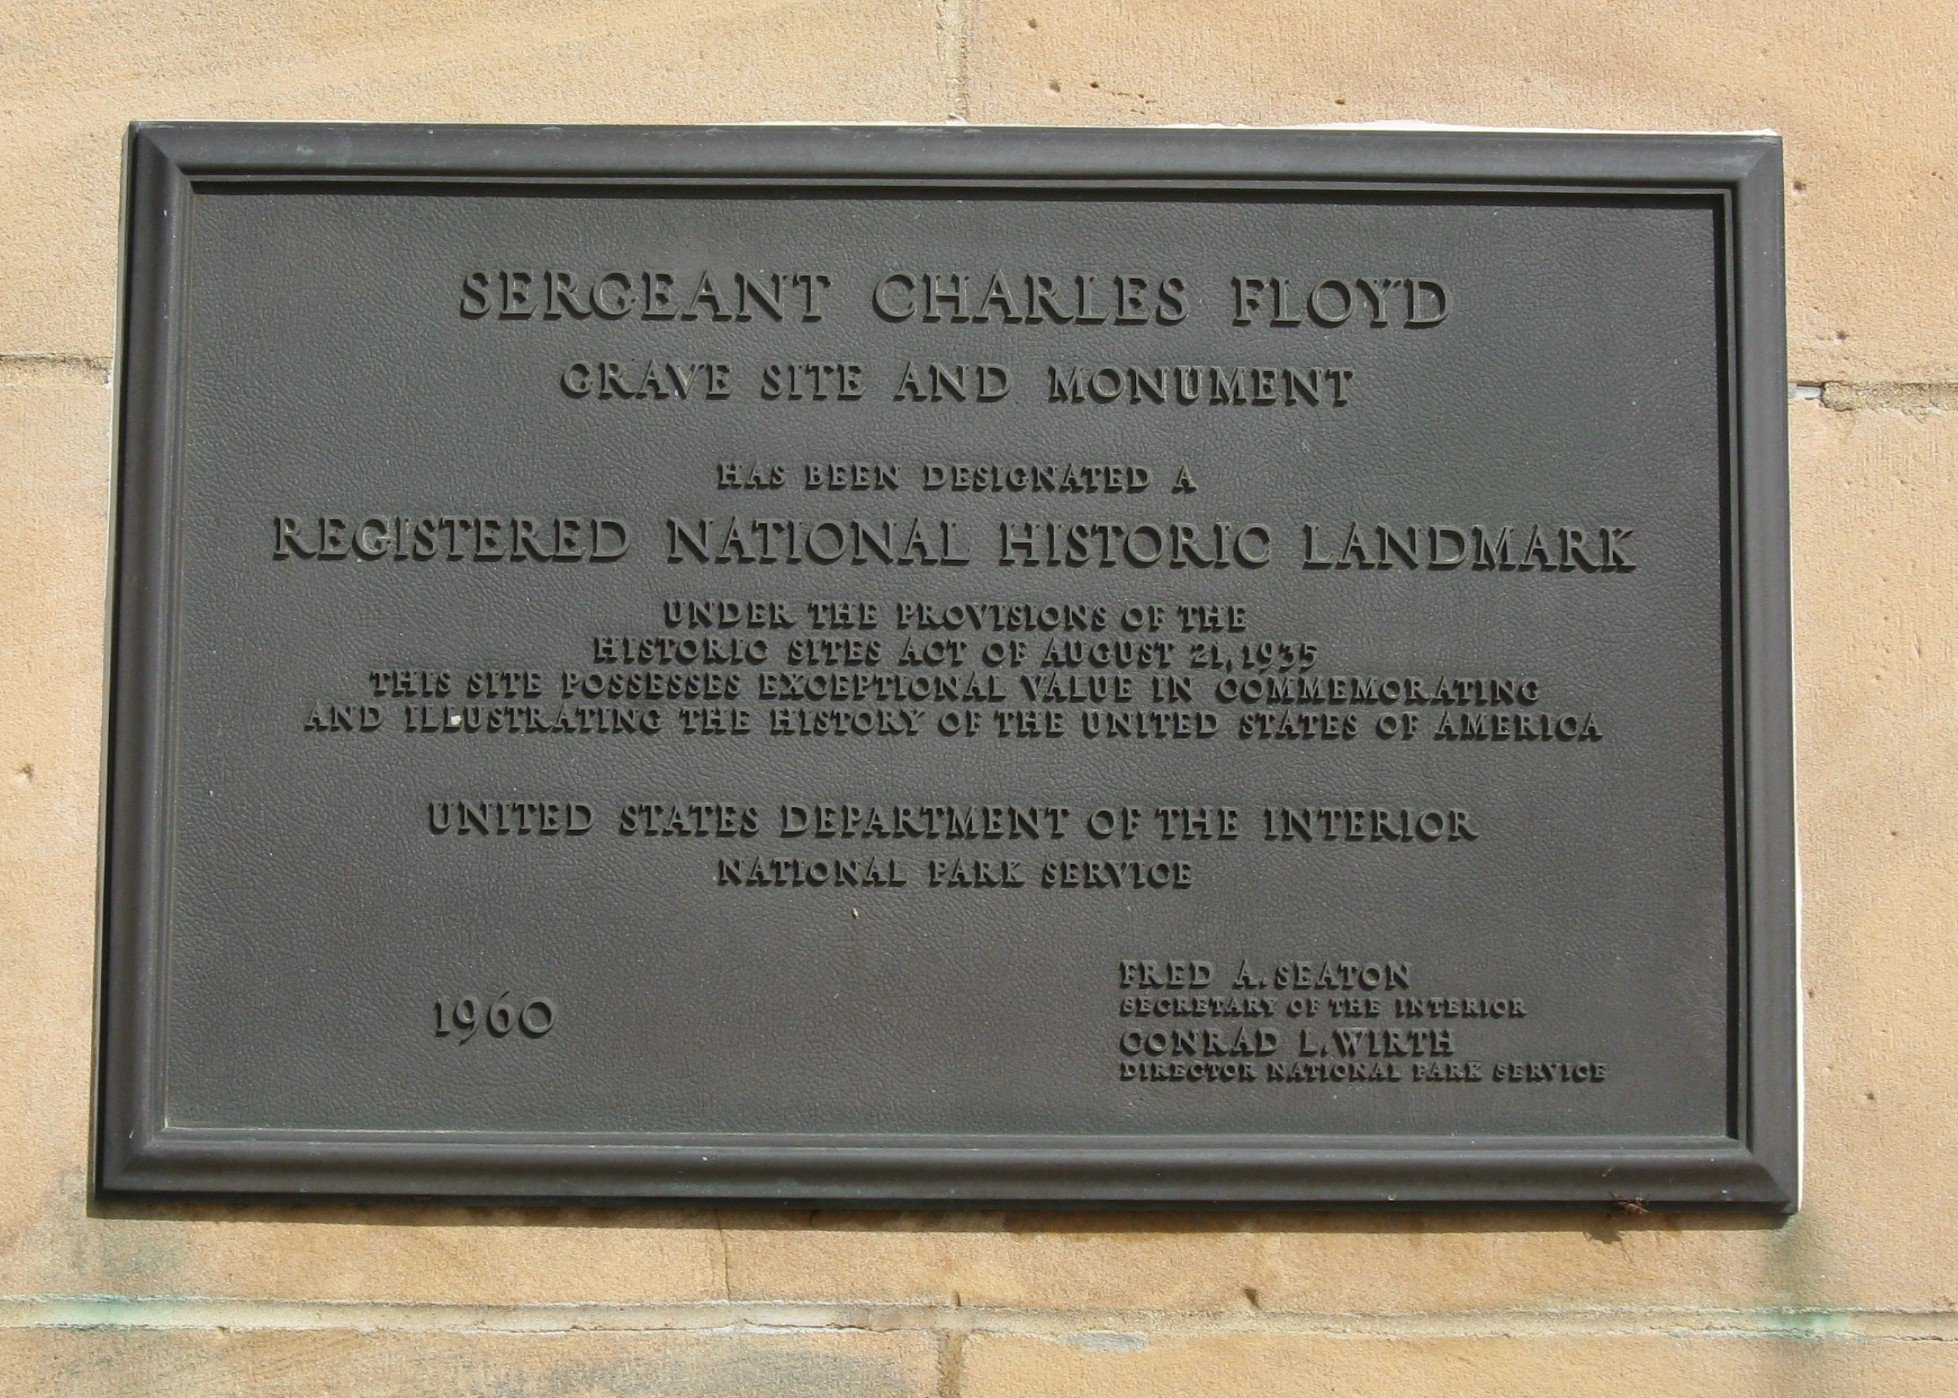 SERGEANT CHARLES FLOYD
GRAVE SITE AND MONUMENT
HAS BEEN DESIGNATED A
REGISTERED NATIONAL HISTORIC LANDMARK
UNDER THE PROVISIONS OF THE
HISTORIC SITES ACT OF AUGUST 21, 1935
THIS SITE POSSESSES EXCEPTIONAL VALUE IN COMMEMORATING
AND ILLUSTRATING THE HISTORY OF THE UNITED STATES OF AMERICA
UNITED STATES DEPARTMENT OF THE INTERIOR
NATIONAL PARK SERVICE
1960
FRED A. SEATON
SECRETARY OF THE INTERIOR
CONRAD L. WIRTH
DIRECTOR NATIONAL PARK SERVICE